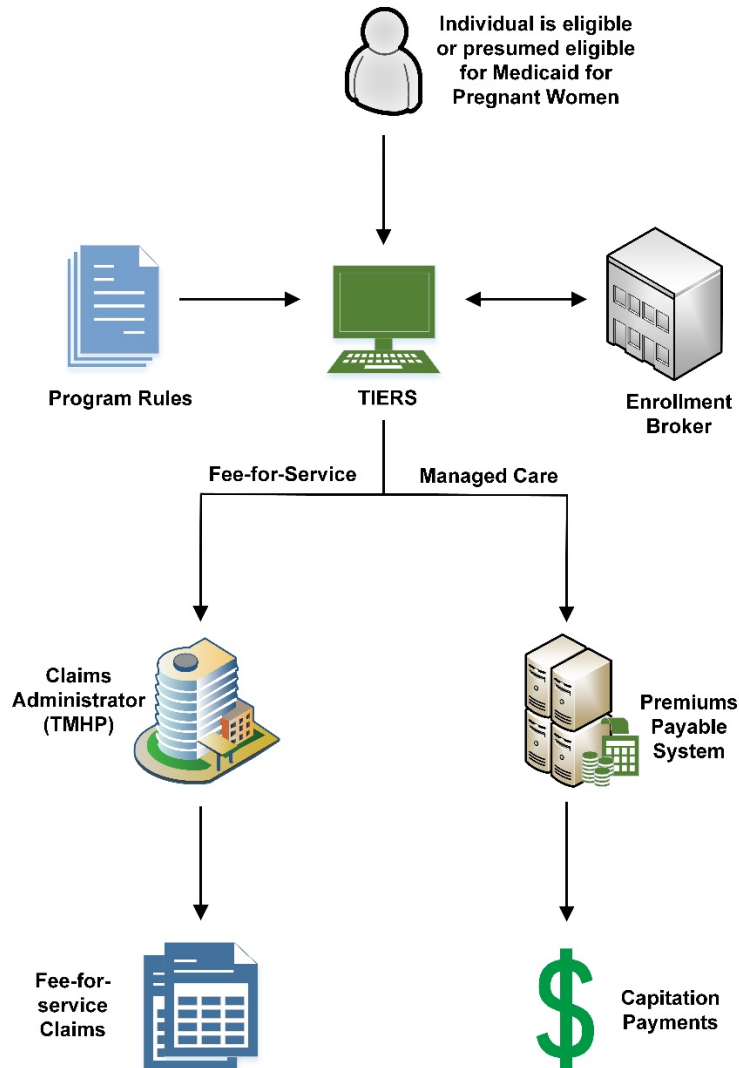 Individual is eligible
or presumed eligible
for Medicaid for
Pregnant Women
Program Rules
TIERS
Enrollment
Broker
Fee-for-Service
Managed Care
Claims
Administrator
(TMHP)
Premiums
Payable
System
Fee-for-
service
Claims
Capitation
Payments